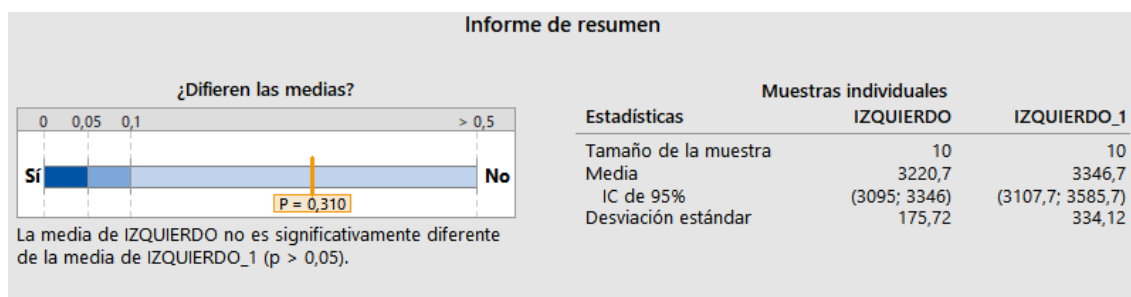 Informe de resumen
¿Difieren las medias?
0 0,05 0,1 > 0,5
Sí No
P = 0,310
La media de IZQUIERDO no es significativamente diferente
de la media de IZQUIERDO_1 (p > 0,05).
Muestras individuales
Estadísticas IZQUIERDO IZQUIERDO_1
Tamaño de la muestra 10 10
Media 3220,7 3346,7
IC de 95% (3095; 3346) (3107,7; 3585,7)
Desviación estándar 175,72 334,12